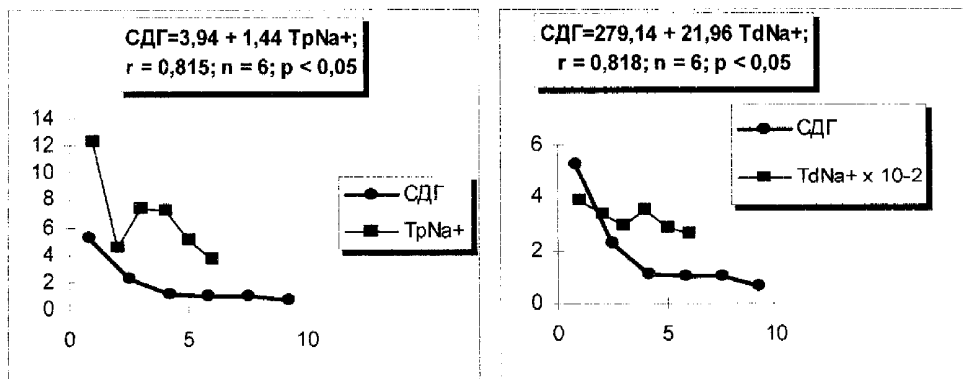 СДГ=3,94 + 1,44 TpNa+;
r = 0,815; n = 6; p < 0,05
14
12
10
8
6
4
2
0
0
5
10
СДГ
TpNa+
СДГ=279,14 + 21,96 TdNa+;
r = 0,818; n = 6; p < 0,05
6
4
2
0
0
5
10
СДГ
TdNa+ x 10-2